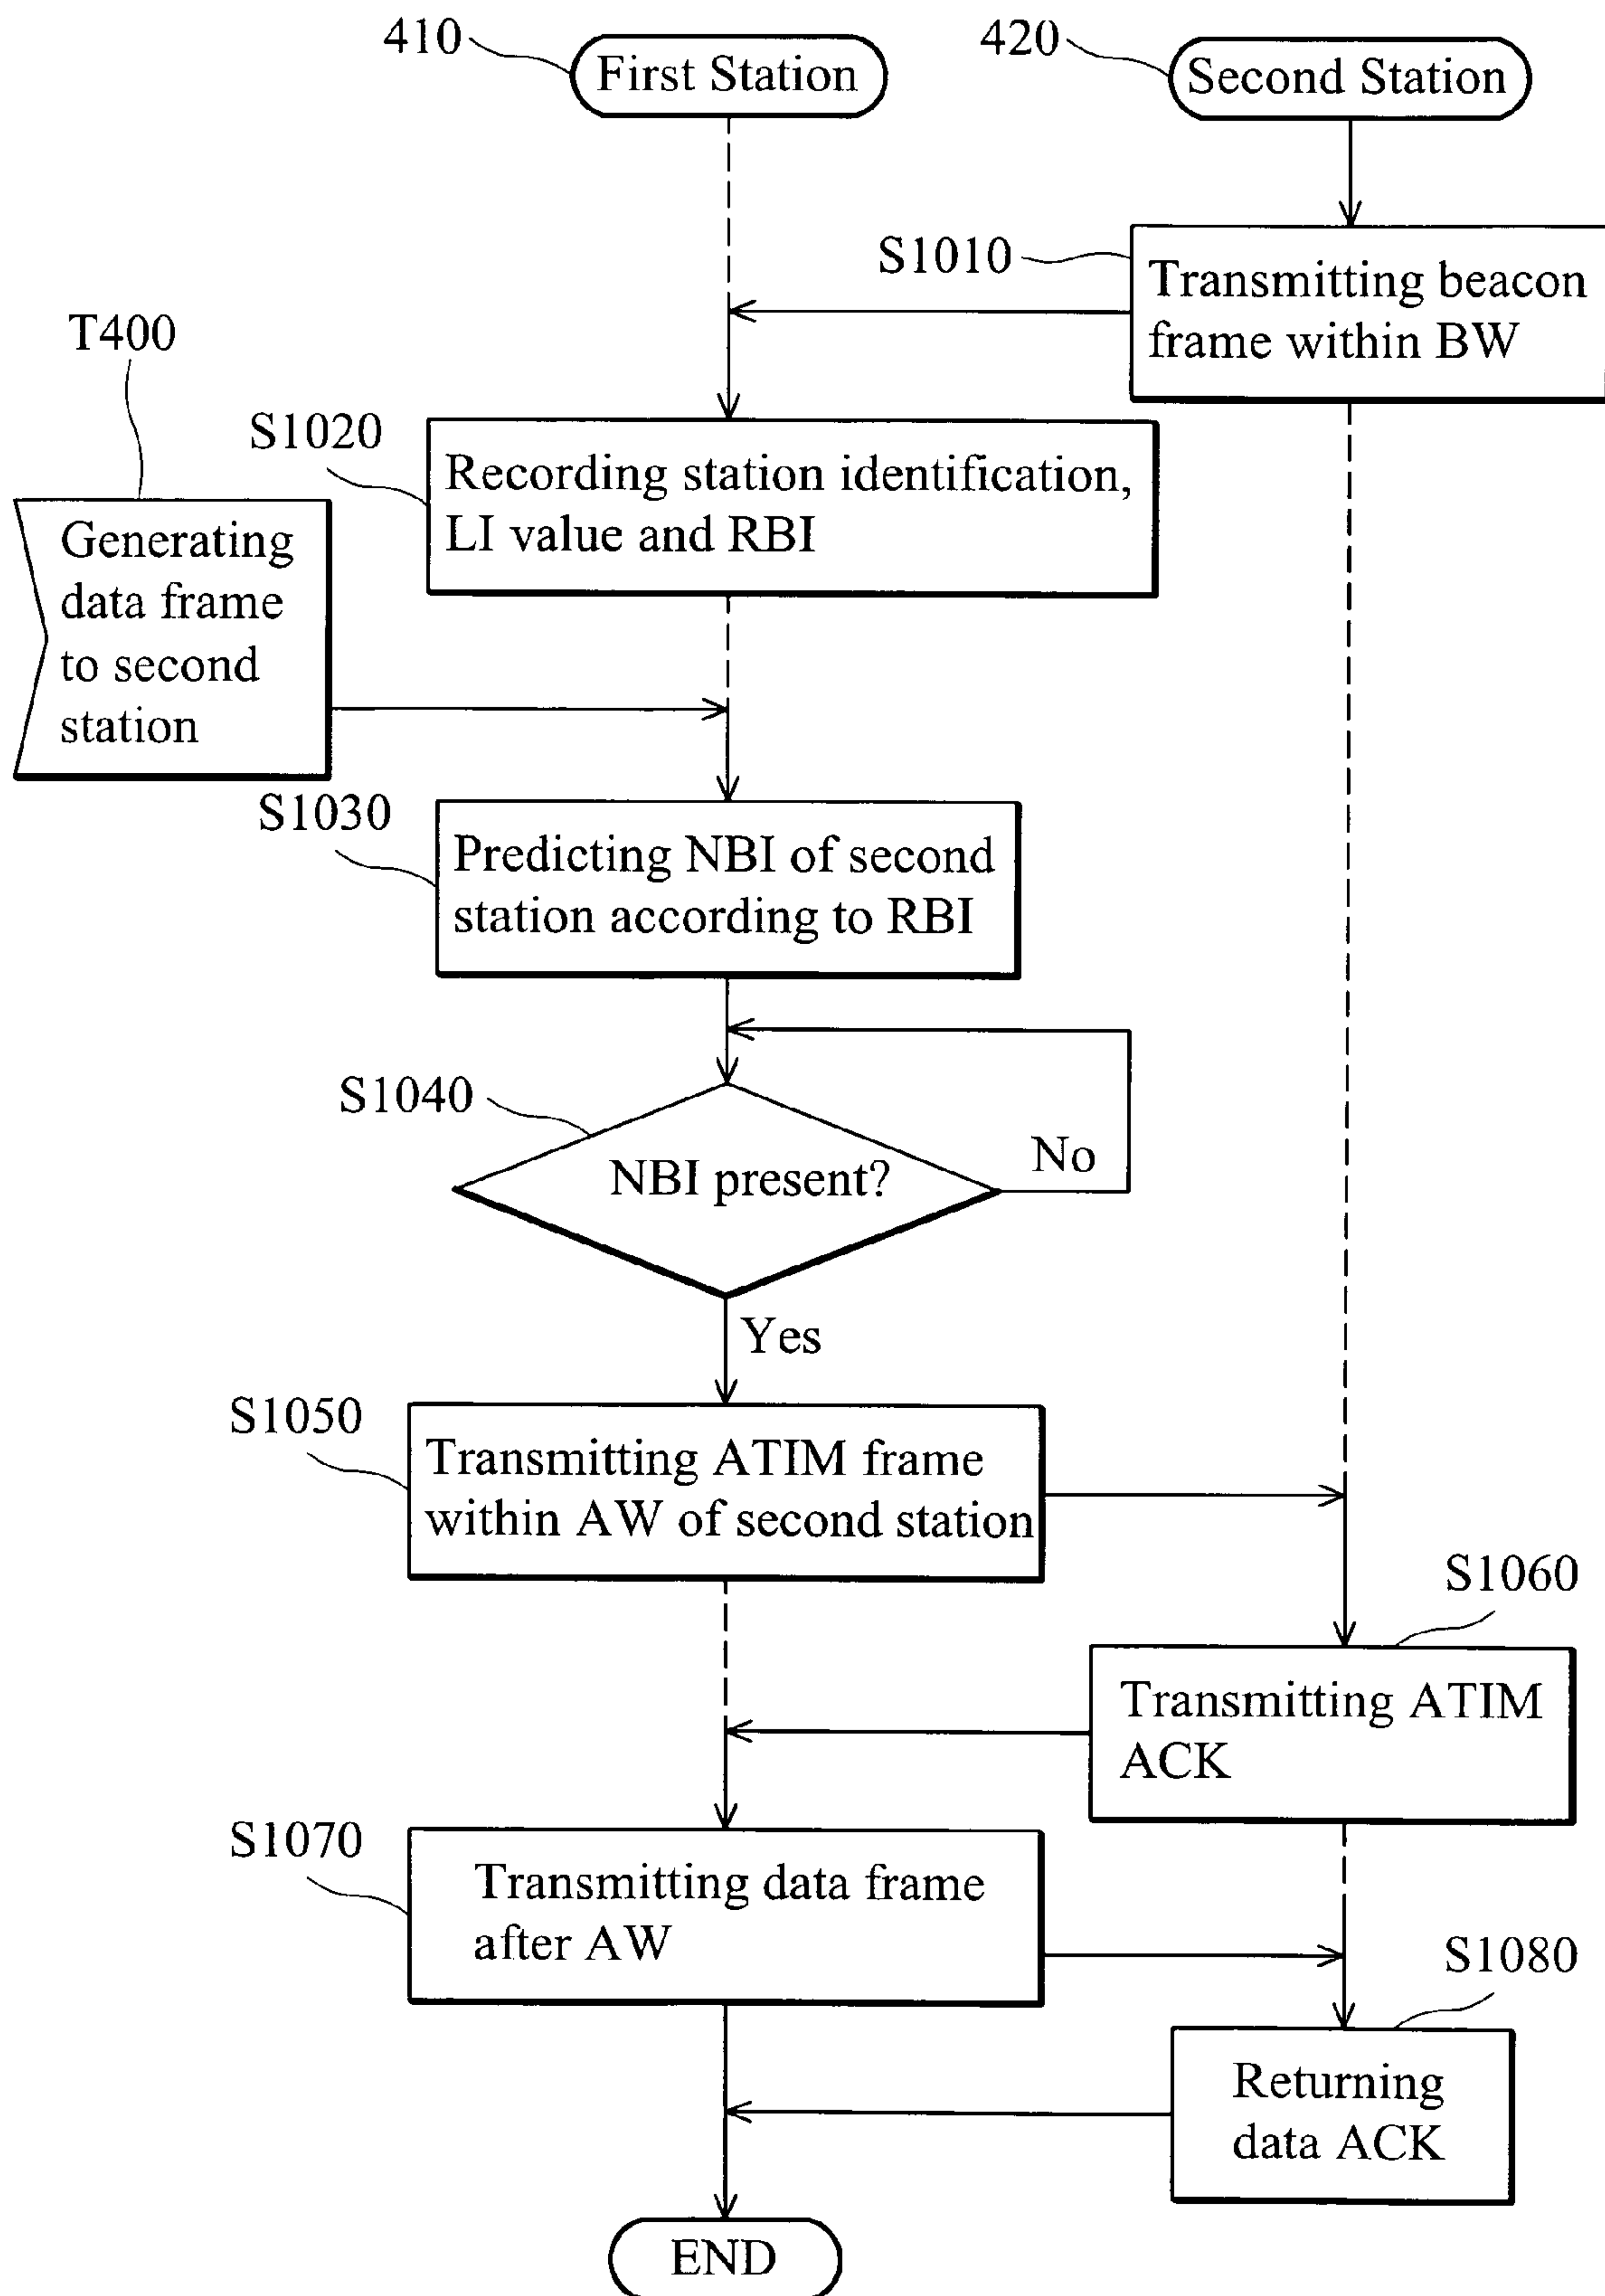 410
First Station
420
Second Station
S1010
Transmitting beacon
frame within BW
T400
Generating
data frame
to second
station
S1020
Recording station identification,
LI value and RBI
S1030
Predicting NBI of second
station according to RBI
S1040
NBI present?
No
Yes
S1050
Transmitting ATIM frame
within AW of second station
S1060
Transmitting ATIM
ACK
S1070
Transmitting data frame
after AW
S1080
Returning
data ACK
END